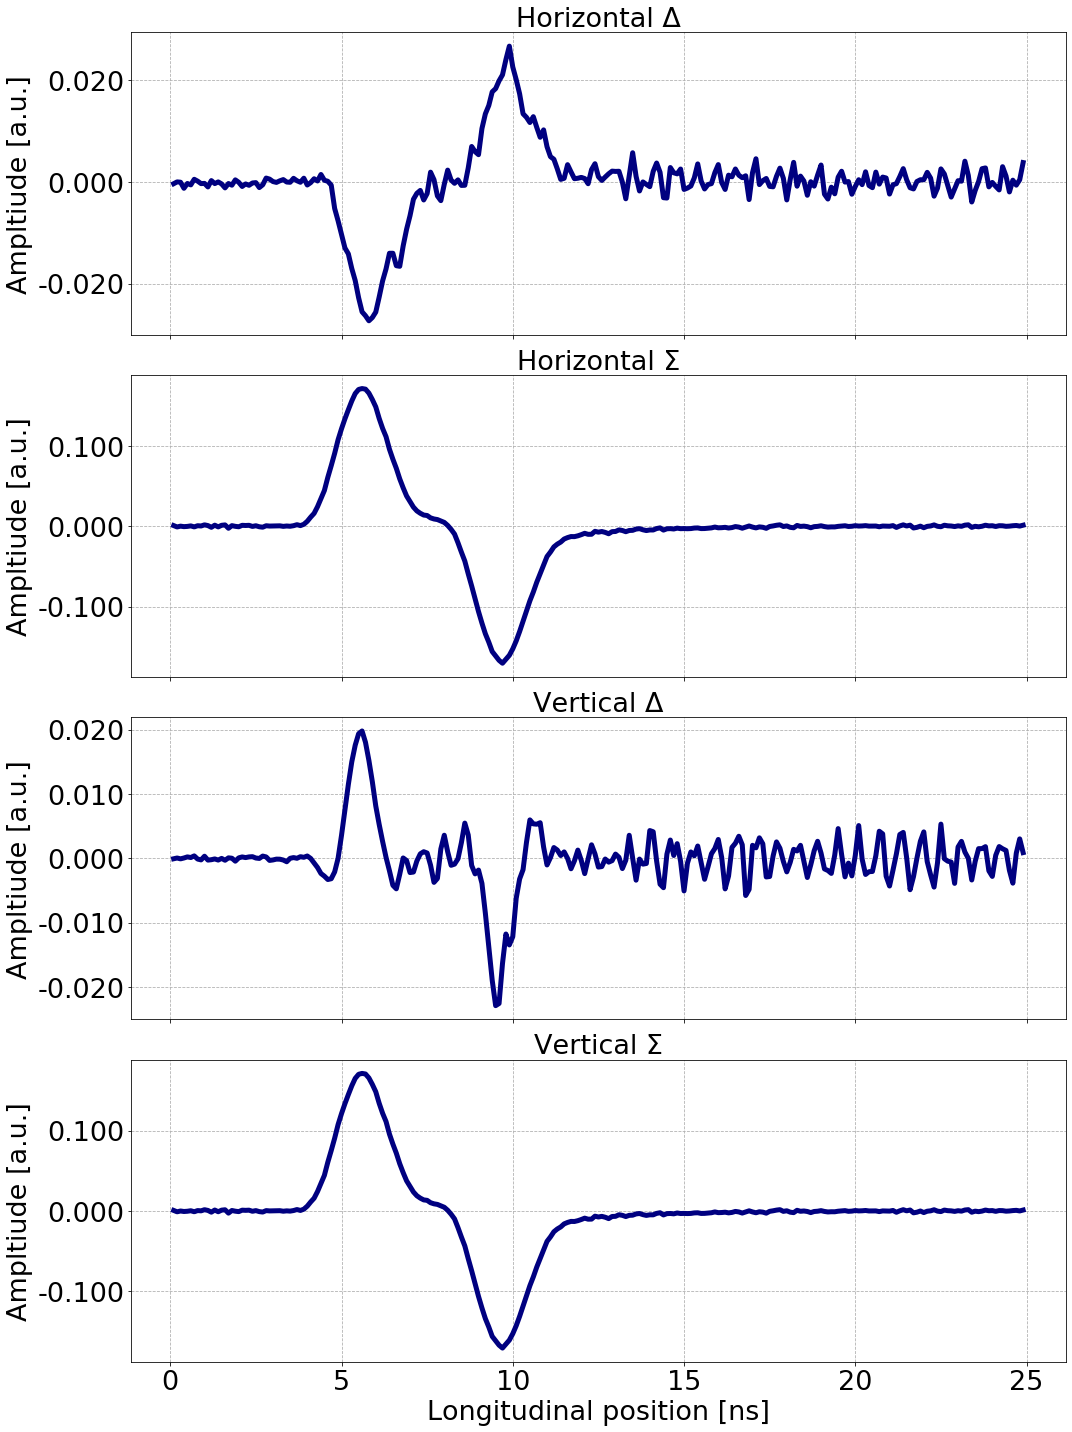 Horizontal Δ
Ampltiude [a.u.]
0.020
0.000
-0.020
Horizontal Σ
Ampltiude [a.u.]
0.100
0.000
-0.100
Vertical Δ
Ampltiude [a.u.]
0.020
0.010
0.000
-0.010
-0.020
Vertical Σ
Ampltiude [a.u.]
0.100
0.000
-0.100
0 5 10 15 20 25
Longitudinal position [ns]